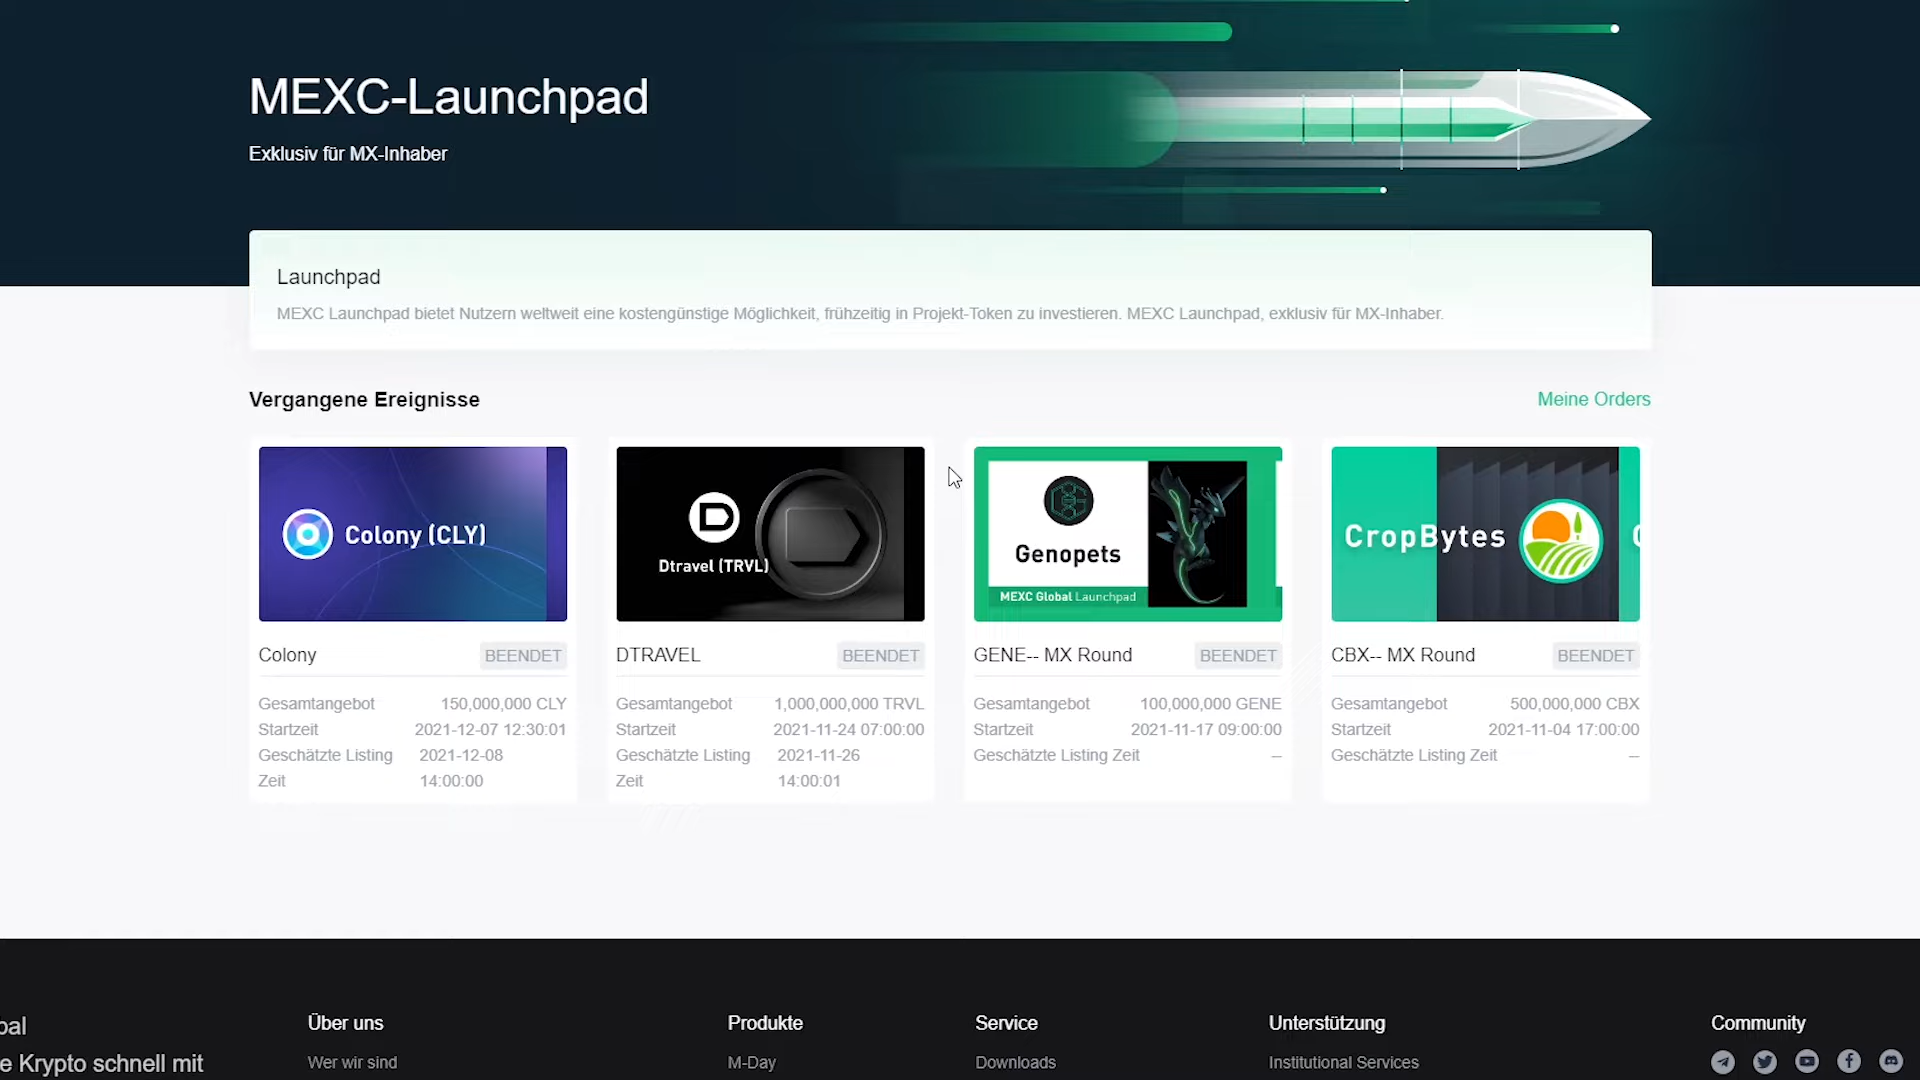 MEXC-Launchpad
Exklusiv für MX-Inhaber
Launchpad
MEXC Launchpad bietet Nutzern weltweit eine kostengünstige Möglichkeit, frühzeitig in Projekt-Token zu investieren. MEXC Launchpad, exklusiv für MX-Inhaber.
Vergangene Ereignisse
Meine Orders
Colony (CLY)
Colony BEENDET
Gesamtangebot 150,000,000 CLY
Startzeit 2021-12-07 12:30:01
Geschätzte Listing 2021-12-08
Zeit 14:00:00
Dtravel (TRVL)
DTRAVEL BEENDET
Gesamtangebot 1,000,000,000 TRVL
Startzeit 2021-11-24 07:00:00
Geschätzte Listing 2021-11-26
Zeit 14:00:01
Genopets
MEXC Global Launchpad
GENE-- MX Round BEENDET
Gesamtangebot 100,000,000 GENE
Startzeit 2021-11-17 09:00:00
Geschätzte Listing Zeit --
CropBytes
CBX-- MX Round BEENDET
Gesamtangebot 500,000,000 CBX
Startzeit 2021-11-04 17:00:00
Geschätzte Listing Zeit --
e Krypto schnell mit
Über uns
Wer wir sind
Produkte
M-Day
Service
Downloads
Unterstützung
Institutional Services
Community